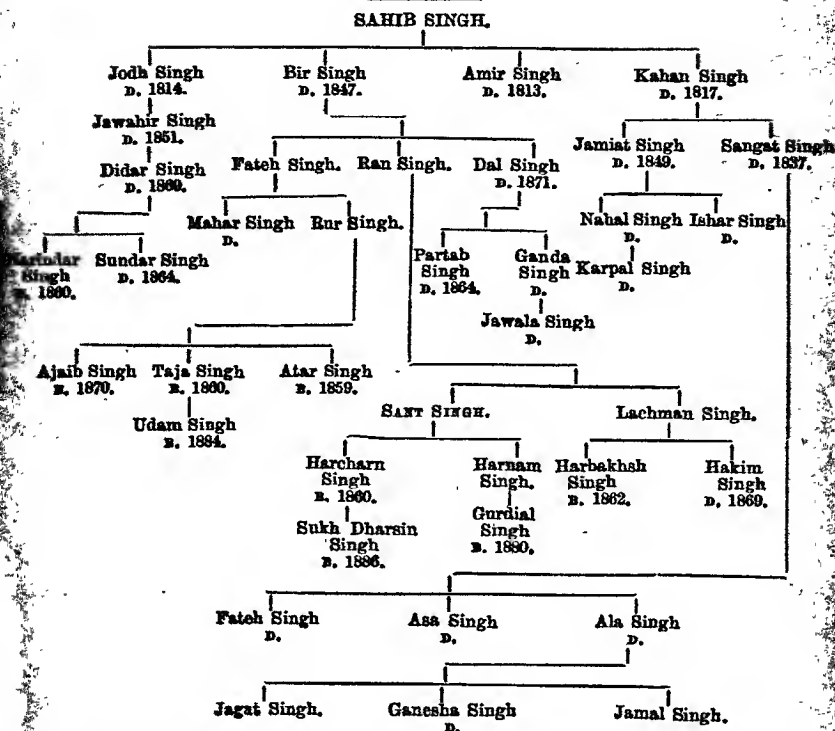 SAHIB SINGH.
Jodh Singh Bir Singh Amir Singh Kahan Singh
D. 1814. D. 1847. D. 1813. D. 1817.
Jawahir Singh Jamiat Singh Sangat Singh
D. 1851. D. 1849. D. 1837.
Didar Singh Fateh Singh. Ran Singh. Dal Singh
D. 1869. D. 1871.
Mahar Singh Rur Singh. Nahal Singh Ishar Singh
D. D. D.
Singh Sundar Singh Partab Singh Ganda Singh Karpal Singh
1860. D. 1864. D. 1864. D. D.
Jawala Singh
D.
Ajaib Singh Taja Singh Atar Singh
B. 1870. B. 1860. B. 1859.
Udam Singh SANT SINGH. Lachman Singh.
B. 1884.
Harcharn Harnam Harbakhsh Hakim
Singh Singh. Singh Singh
B. 1860. B. 1862. D. 1869.
Sukh Dharsin Gurdial
Singh Singh
B. 1886. B. 1880.
Fateh Singh Asa Singh Ala Singh
D. D. D.
Jagat Singh. Ganesha Singh Jamal Singh.
D.